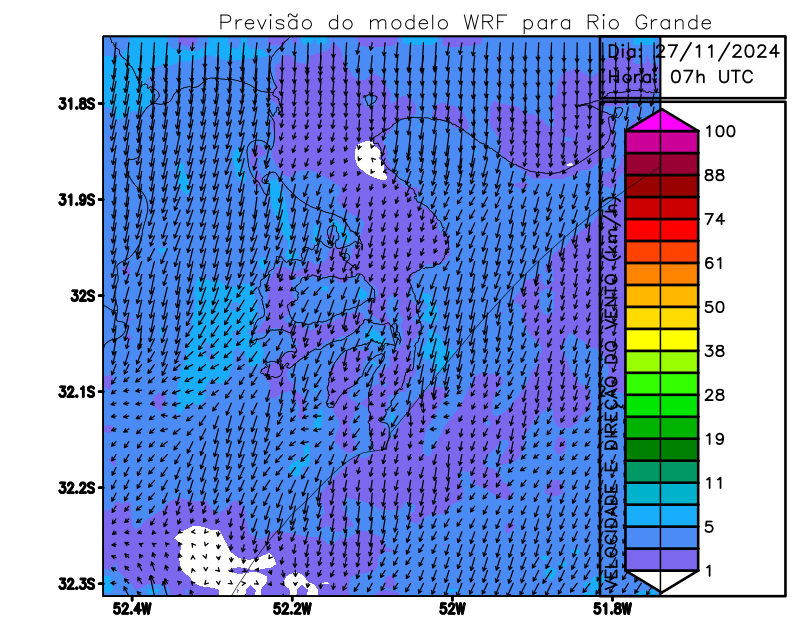 Previsão do modelo WRF para Rio Grande
Dia: 27/11/2024
Hora: 07h UTC
31.8S
31.9S
32S
32.1S
32.2S
32.3S
52.4W
52.2W
52W
51.8W
VELOCIDADE E DIREÇÃO DO VENTO (km/h)
100
88
74
61
50
38
28
19
11
5
1